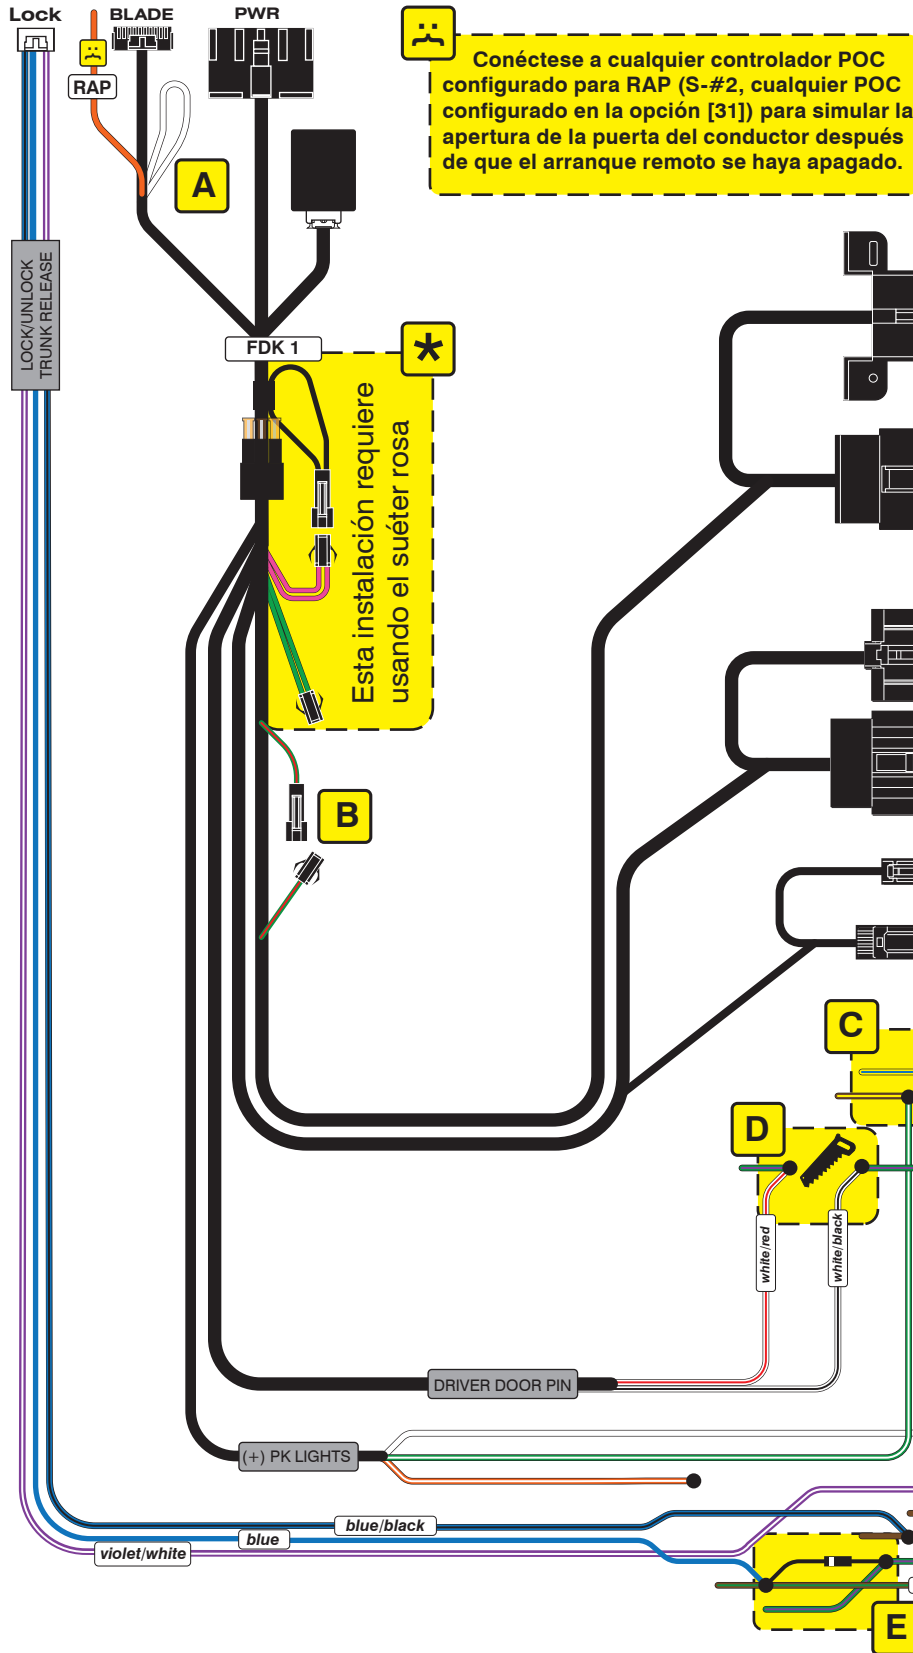 Lock
BLADE
PWR
RAP
A
Conéctese a cualquier controlador POC
configurado para RAP (S-#2, cualquier POC
configurado en la opción [31]) para simular la
apertura de la puerta del conductor después
de que el arranque remoto se haya apagado.
LOCK/UNLOCK
TRUNK RELEASE
FDK 1
*
Esta instalación requiere
usando el suéter rosa
B
C
D
white/red
white/black
DRIVER DOOR PIN
(+) PK LIGHTS
blue/black
blue
violet/white
E